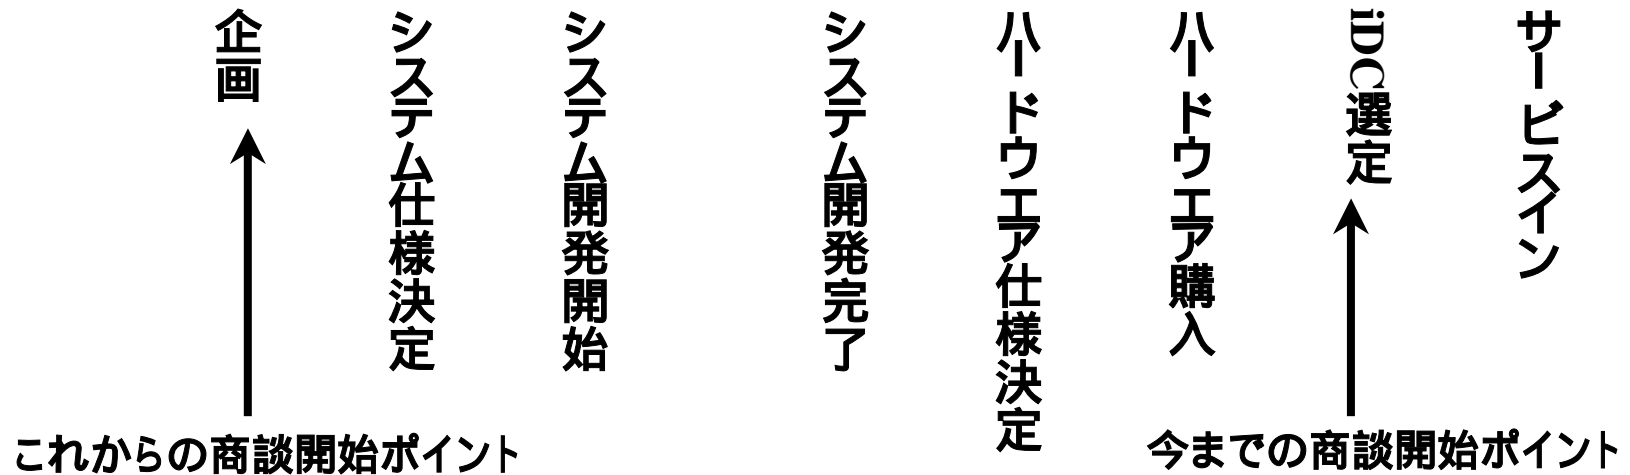 企画
システム仕様決定
システム開発開始
システム開発完了
ハードウエア仕様決定
ハードウエア購入
iDC選定
サービスイン
これからの商談開始ポイント
今までの商談開始ポイント